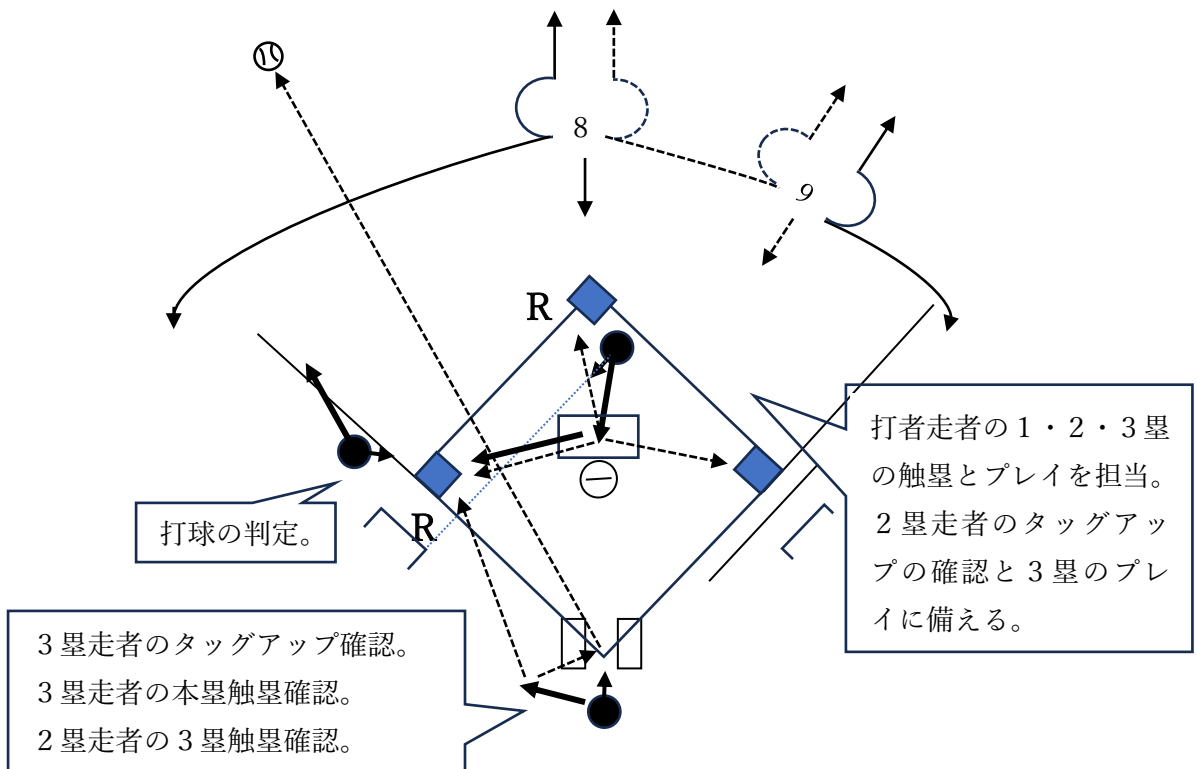 8
9
R
打者走者の１・２・３塁
の触塁とプレイを担当。
２塁走者のタッグアッ
プの確認と３塁のプレ
イに備える。
打球の判定。
R
３塁走者のタッグアップ確認。
３塁走者の本塁触塁確認。
２塁走者の３塁触塁確認。